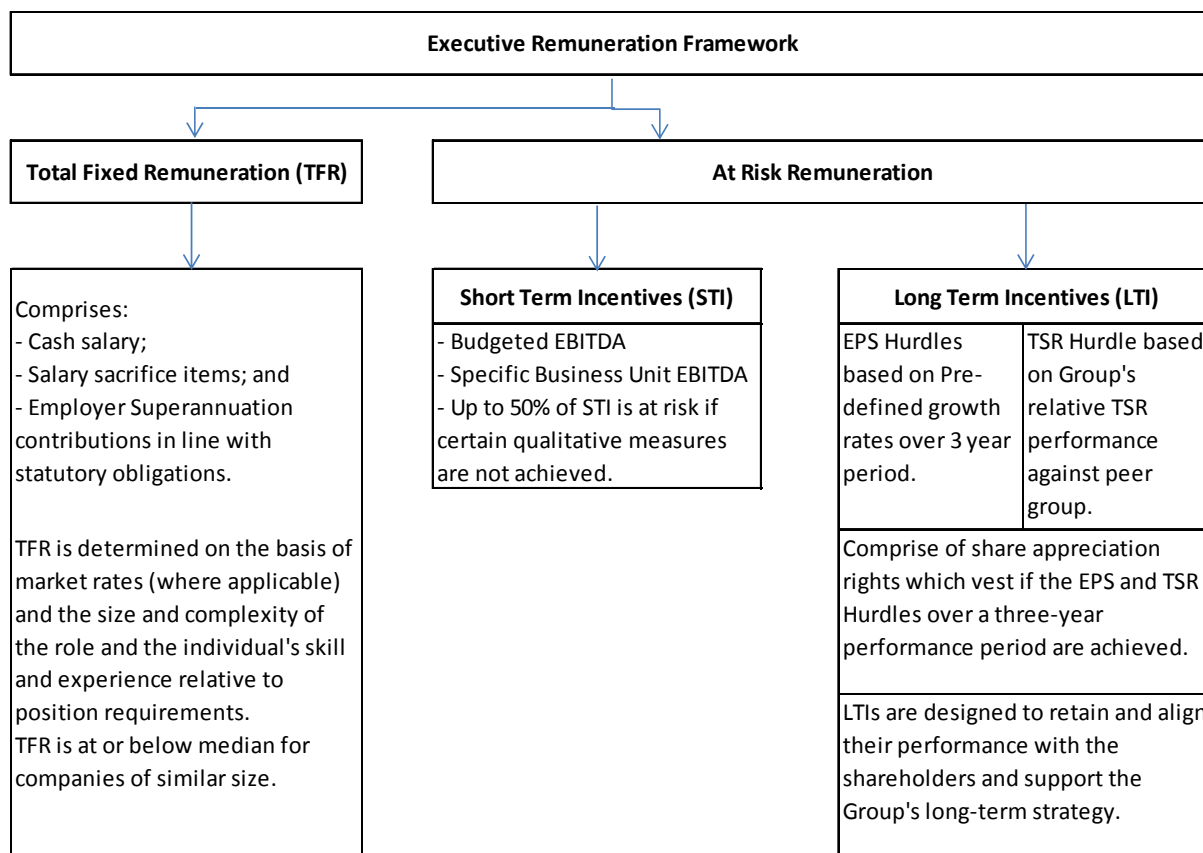 Executive Remuneration Framework
Total Fixed Remuneration (TFR)
At Risk Remuneration
Comprises:
- Cash salary;
- Salary sacrifice items; and
- Employer Superannuation
contributions in line with
statutory obligations.
TFR is determined on the basis of
market rates (where applicable)
and the size and complexity of
the role and the individual's skill
and experience relative to
position requirements.
TFR is at or below median for
companies of similar size.
Short Term Incentives (STI)
- Budgeted EBITDA
- Specific Business Unit EBITDA
- Up to 50% of STI is at risk if
certain qualitative measures
are not achieved.
Long Term Incentives (LTI)
EPS Hurdles
based on Pre-
defined growth
rates over 3 year
period.
TSR Hurdle based
on Group's
relative TSR
performance
against peer
group.
Comprise of share appreciation
rights which vest if the EPS and TSR
Hurdles over a three-year
performance period are achieved.
LTIs are designed to retain and align
their performance with the
shareholders and support the
Group's long-term strategy.